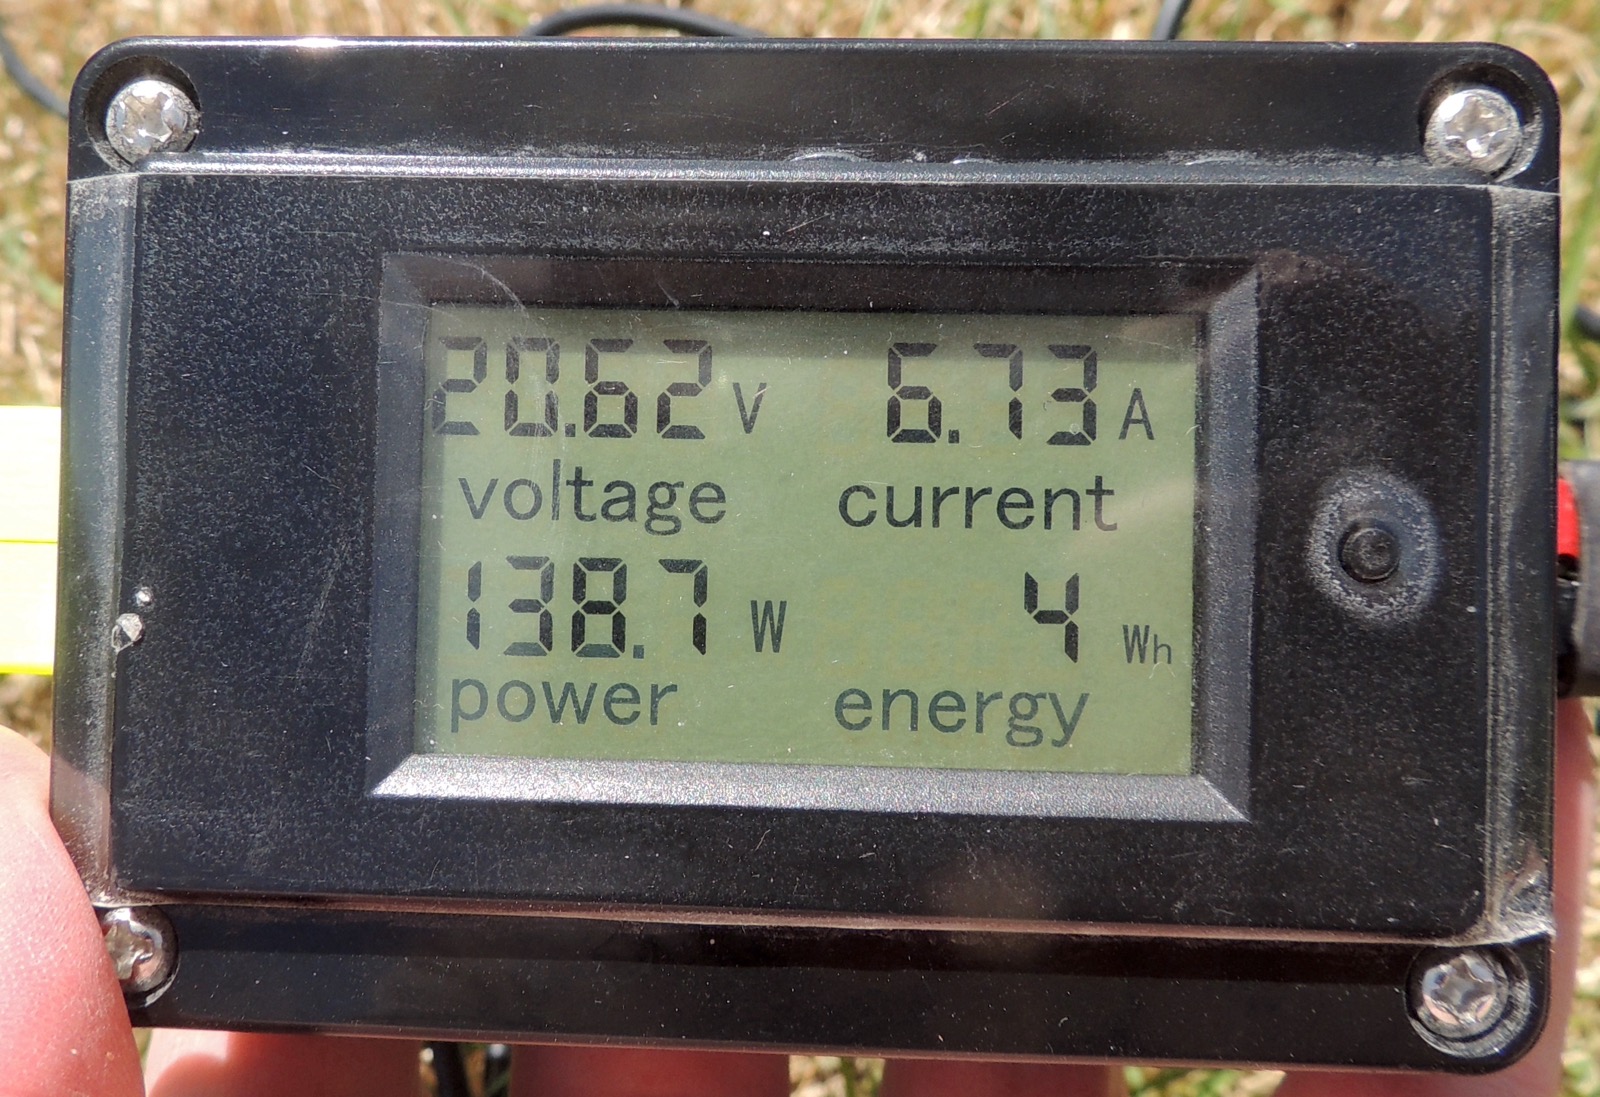 20.62 V 6.73 A
voltage current
138.7 W 4 Wh
power energy